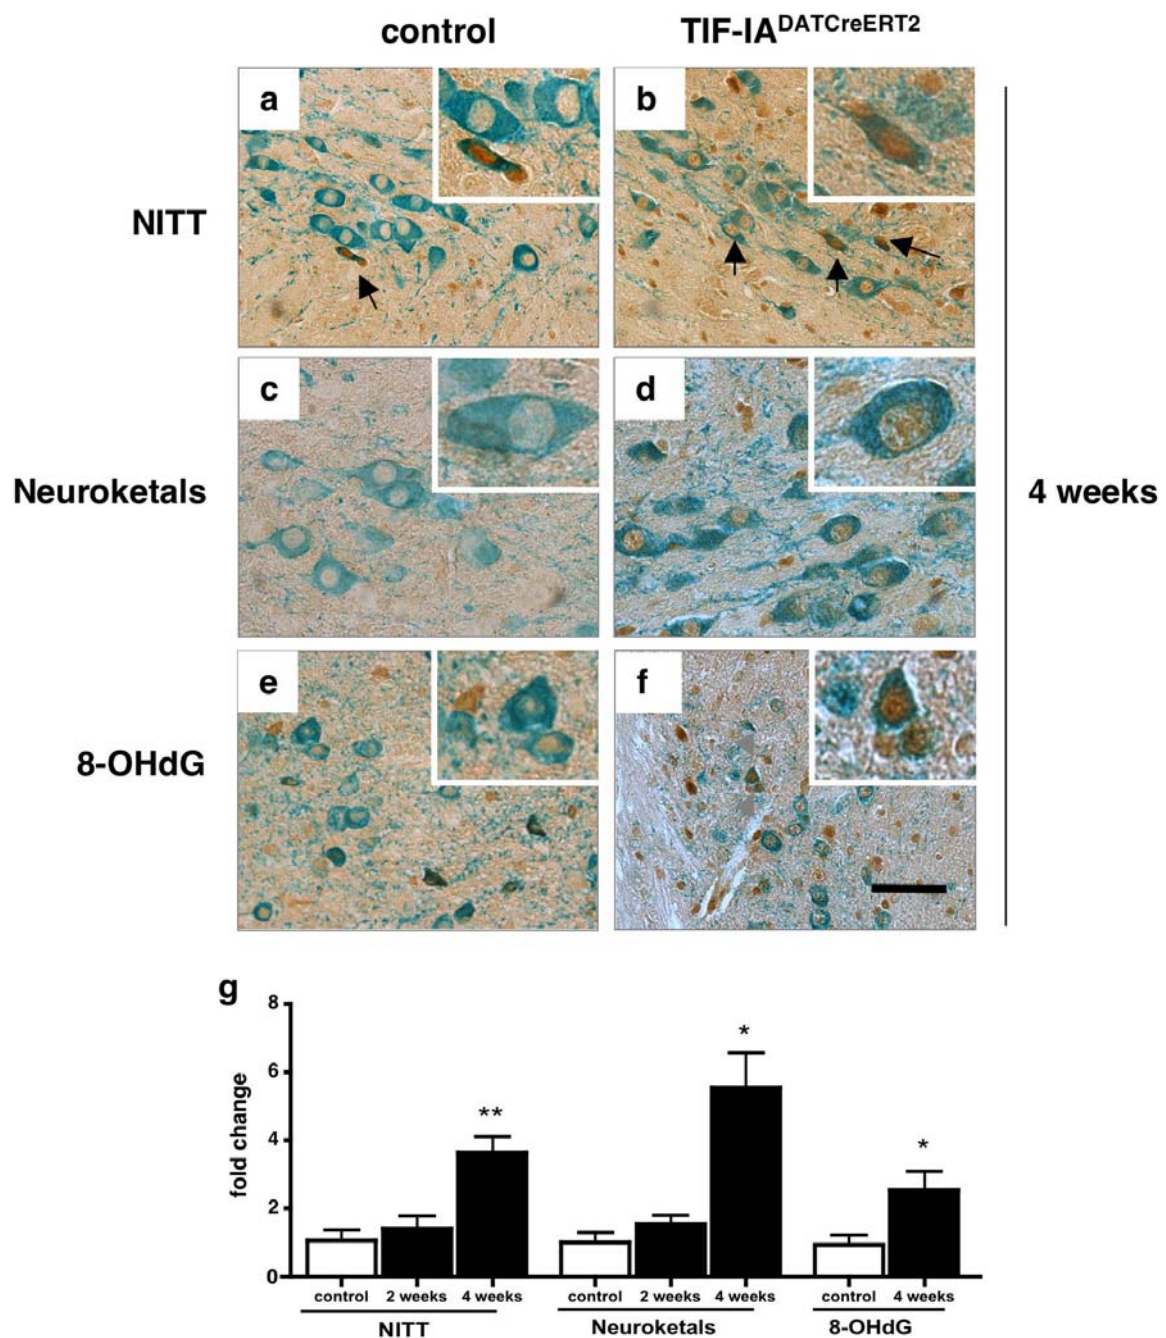 control TIF-IA^DATCreERT2
a b
NITT
c d
Neuroketals 4 weeks
e f
8-OHdG
g
8
**
*
*
6
4
2
0
fold change
control 2 weeks 4 weeks control 2 weeks 4 weeks control 4 weeks
NITT Neuroketals 8-OHdG